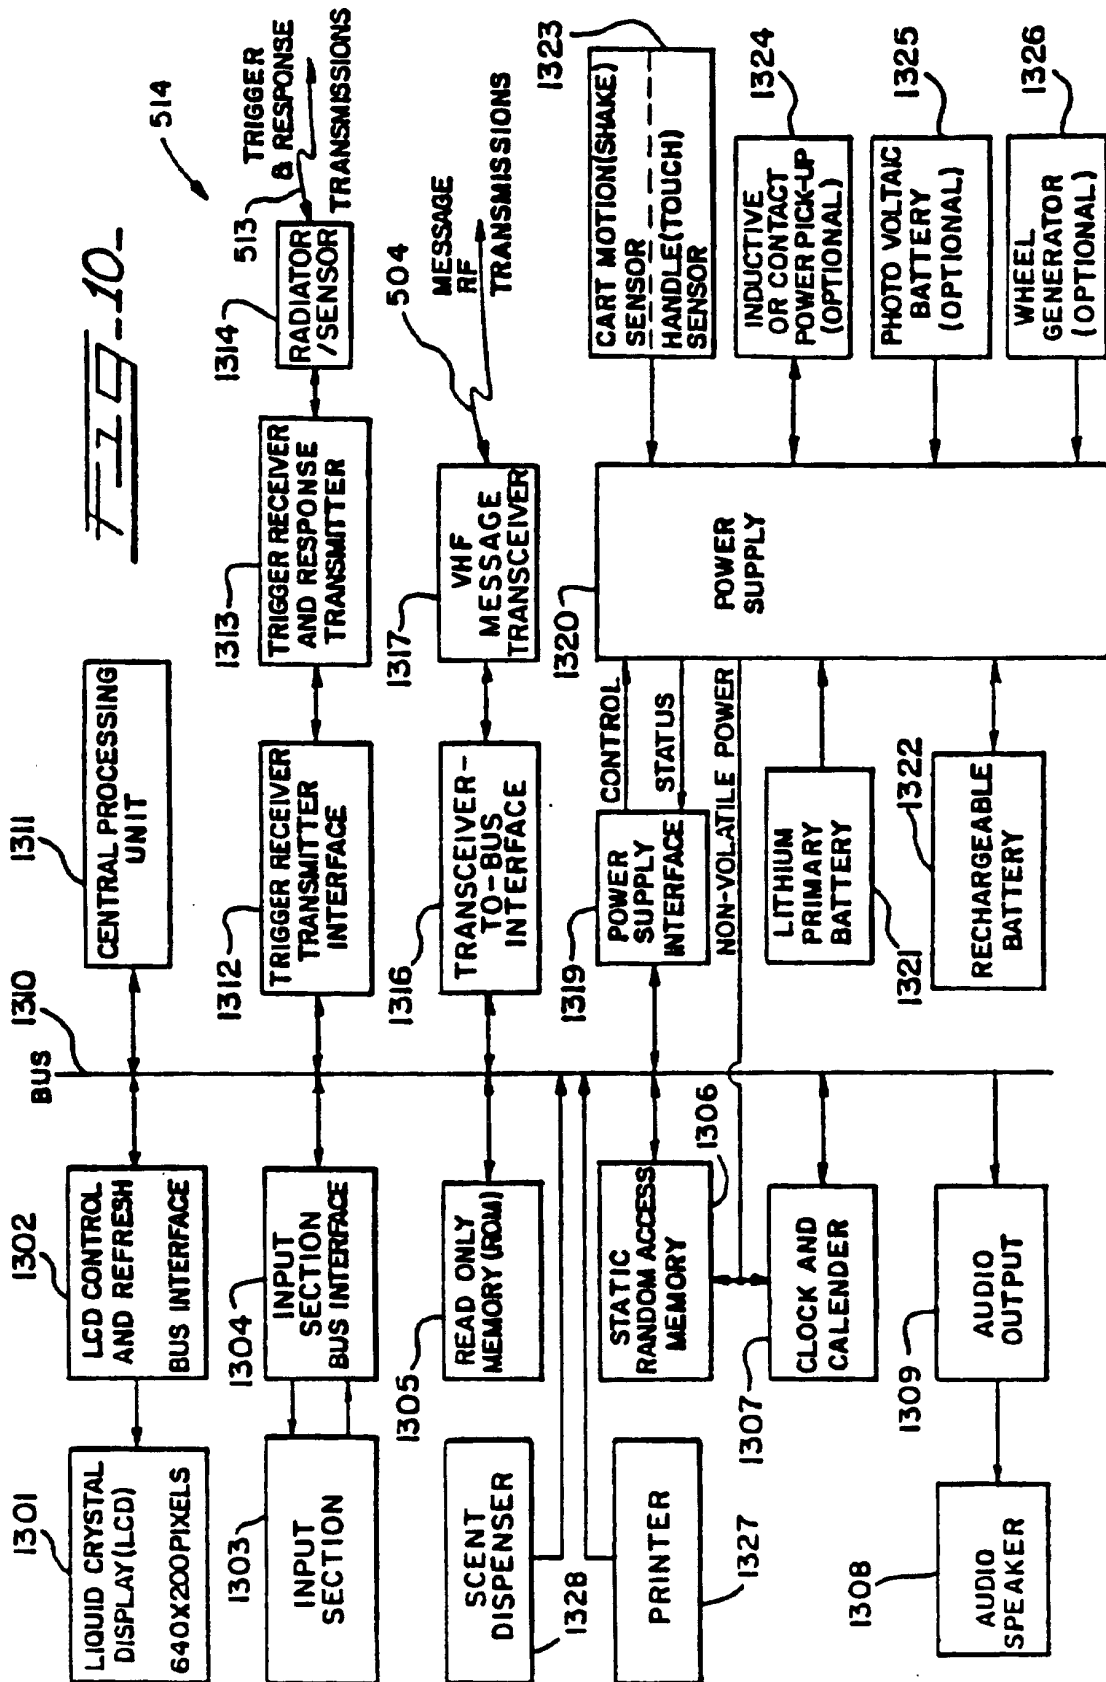 FIG-10-
514
1301
LIQUID CRYSTAL
DISPLAY(LCD)
640X200PIXELS
1302
LCD CONTROL
AND REFRESH
BUS INTERFACE
BUS
1310
1311
CENTRAL PROCESSING
UNIT
1303
INPUT
SECTION
1304
INPUT
SECTION
BUS INTERFACE
1312
TRIGGER RECEIVER
TRANSMITTER
INTERFACE
1313
TRIGGER RECEIVER
AND RESPONSE
TRANSMITTER
1314
RADIATOR
/SENSOR
513
TRIGGER
& RESPONSE
TRANSMISSIONS
1305
READ ONLY
MEMORY(ROM)
1316
TRANSCEIVER-
TO-BUS
INTERFACE
1317
VHF
MESSAGE
TRANSCEIVER
504
MESSAGE
RF
TRANSMISSIONS
SCENT
DISPENSER
1328
PRINTER
1327
STATIC
RANDOM ACCESS
MEMORY
1306
1319
POWER
SUPPLY
INTERFACE
CONTROL
STATUS
NON-VOLATILE POWER
1320
POWER
SUPPLY
CART MOTION(SHAKE)
SENSOR
HANDLE(TOUCH)
SENSOR
1323
1307
CLOCK AND
CALENDER
LITHIUM
PRIMARY
BATTERY
1321
INDUCTIVE
OR CONTACT
POWER PICK-UP
(OPTIONAL)
1324
PHOTO VOLTAIC
BATTERY
(OPTIONAL)
1325
1308
AUDIO
SPEAKER
1309
AUDIO
OUTPUT
1322
RECHARGEABLE
BATTERY
WHEEL
GENERATOR
(OPTIONAL)
1326